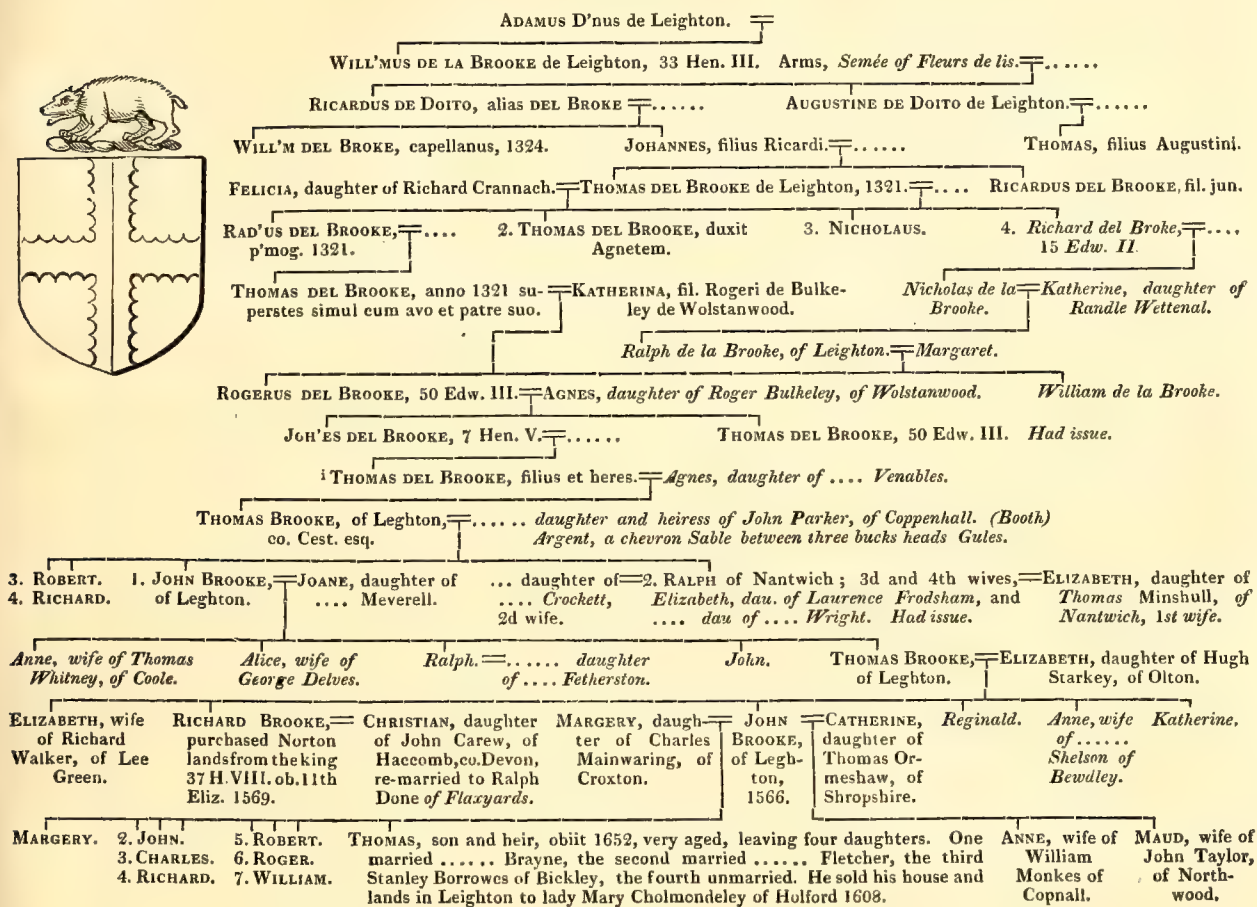 ADAMUS D'nus de Leighton.
WILL'MUS DE LA BROOKE de Leighton, 33 Hen. III. Arms, Semée of Fleurs de lis. ......
RICARDUS DE DOITO, alias DEL BROKE ...... AUGUSTINE DE DOITO de Leighton. ......
WILL'M DEL BROKE, capellanus, 1324. JOHANNES, filius Ricardi. ...... THOMAS, filius Augustini.
FELICIA, daughter of Richard Crannach. THOMAS DEL BROOKE de Leighton, 1321. .... RICARDUS DEL BROOKE, fil. jun.
RAD'US DEL BROOKE, .... 2. THOMAS DEL BROOKE, duxit 3. NICHOLAUS. 4. Richard del Broke, ....
p'mog. 1321. Agnetem. 15 Edw. II.
THOMAS DEL BROOKE, anno 1321 su- KATHERINA, fil. Rogeri de Bulke- Nicholas de la Katherine, daughter of
perstes simul cum avo et patre suo. ley de Wolstanwood. Brooke. Randle Wettenal.
Ralph de la Brooke, of Leighton. Margaret.
ROGERUS DEL BROOKE, 50 Edw. III. AGNES, daughter of Roger Bulkeley, of Wolstanwood. William de la Brooke.
JOH'ES DEL BROOKE, 7 Hen. V. ...... THOMAS DEL BROOKE, 50 Edw. III. Had issue.
i THOMAS DEL BROOKE, filius et heres. Agnes, daughter of .... Venables.
THOMAS BROOKE, of Leghton, ...... daughter and heiress of John Parker, of Coppenhall. (Booth)
co. Cest. esq. Argent, a chevron Sable between three bucks heads Gules.
3. ROBERT. 1. JOHN BROOKE, JOANE, daughter of ... daughter of 2. RALPH of Nantwich; 3d and 4th wives, ELIZABETH, daughter of
4. RICHARD. of Leghton. .... Meverell. .... Crockett, Elizabeth, dau. of Laurence Frodsham, and Thomas Minshull, of
2d wife. .... dau of .... Wright. Had issue. Nantwich, 1st wife.
Anne, wife of Thomas Alice, wife of Ralph. ...... daughter John. THOMAS BROOKE, ELIZABETH, daughter of Hugh
Whitney, of Coole. George Delves. of .... Fetherston. of Leghton. Starkey, of Olton.
ELIZABETH, wife RICHARD BROOKE, CHRISTIAN, daughter MARGERY, daugh- JOHN CATHERINE, Reginald. Anne, wife Katherine.
of Richard purchased Norton of John Carew, of ter of Charles BROOKE, daughter of of......
Walker, of Lee landsfrom the king Haccomb, co. Devon, Mainwaring, of of Legh- Thomas Or- Shelson of
Green. 37 H. VIII. ob. 11th re-married to Ralph Croxton. ton, meshaw, of Bewdley.
Eliz. 1569. Done of Flaxyards. 1566. Shropshire.
MARGERY. 2. JOHN. 5. ROBERT. THOMAS, son and heir, obiit 1652, very aged, leaving four daughters. One ANNE, wife of MAUD, wife of
3. CHARLES. 6. ROGER. married ...... Brayne, the second married ...... Fletcher, the third William John Taylor,
4. RICHARD. 7. WILLIAM. Stanley Borrowes of Bickley, the fourth unmarried. He sold his house and Monkes of of North-
lands in Leighton to lady Mary Cholmondeley of Holford 1608. Copnall. wood.